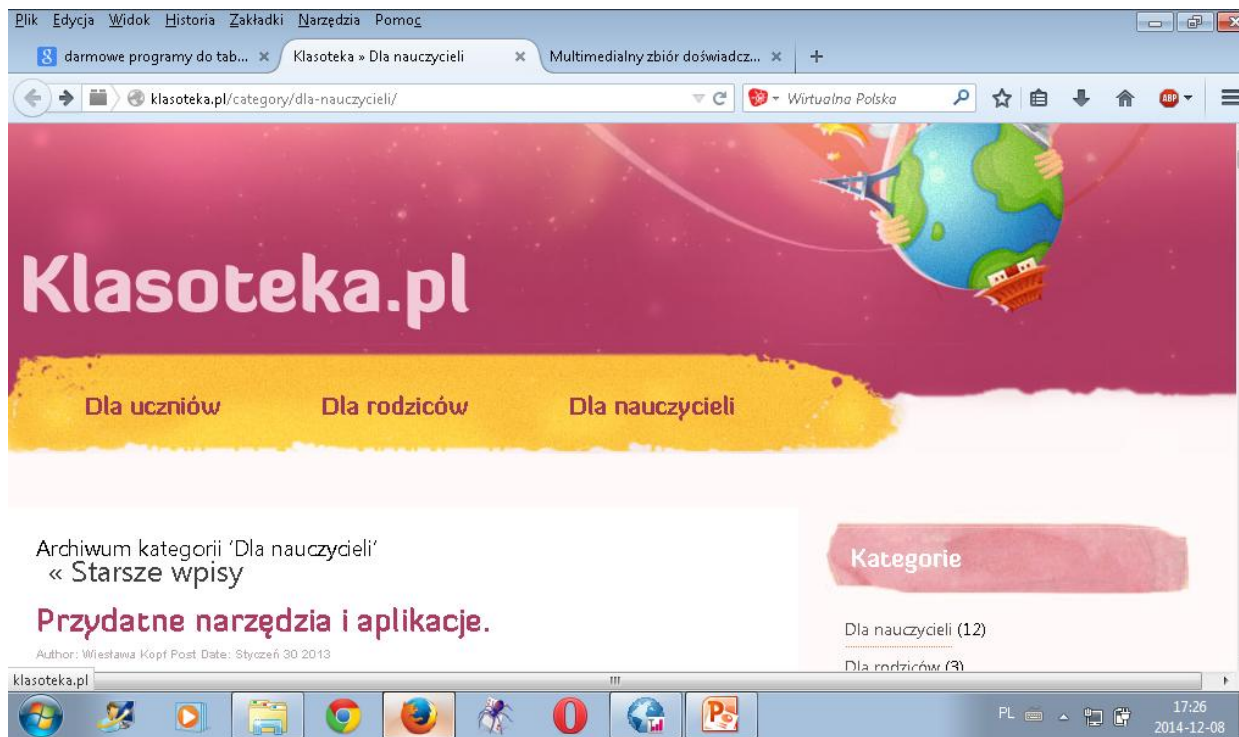 Plik Edycja Widok Historia Zakładki Narzędzia Pomoc
8 darmowe programy do tab... × Klasoteka » Dla nauczycieli × Multimedialny zbiór doświadcz... × +
klasoteka.pl/category/dla-nauczycieli/ Wirtualna Polska ABP
Klasoteka.pl
Dla uczniów Dla rodziców Dla nauczycieli
Archiwum kategorii ‘Dla nauczycieli’
« Starsze wpisy
Przydatne narzędzia i aplikacje.
Author: Wiesława Kopf Post Date: Styczeń 30 2013
Kategorie
Dla nauczycieli (12)
Dla rodziców (3)
klasoteka.pl
PL 17:26
2014-12-08